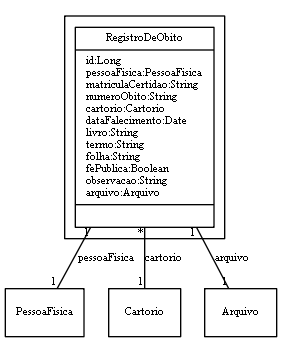 RegistroDeObito
id:Long
pessoaFisica:PessoaFisica
matriculaCertidao:String
numeroObito:String
cartorio:Cartorio
dataFalecimento:Date
livro:String
termo:String
folha:String
fePublica:Boolean
observacao:String
arquivo:Arquivo
1 * 1
pessoaFisica cartorio arquivo
1 1 1
PessoaFisica Cartorio Arquivo